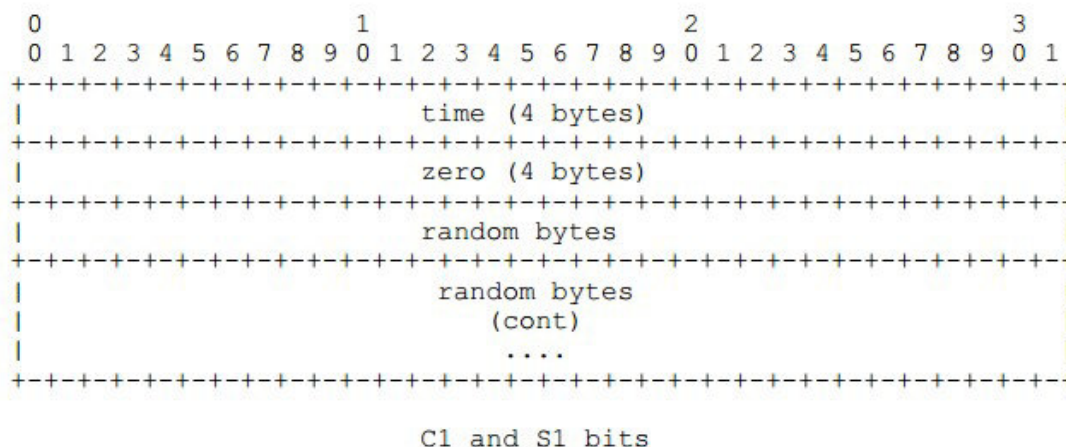 0                   1                   2                   3
0 1 2 3 4 5 6 7 8 9 0 1 2 3 4 5 6 7 8 9 0 1 2 3 4 5 6 7 8 9 0 1
+-+-+-+-+-+-+-+-+-+-+-+-+-+-+-+-+-+-+-+-+-+-+-+-+-+-+-+-+-+-+-+-
| time (4 bytes) |
+-+-+-+-+-+-+-+-+-+-+-+-+-+-+-+-+-+-+-+-+-+-+-+-+-+-+-+-+-+-+-+-
| zero (4 bytes) |
+-+-+-+-+-+-+-+-+-+-+-+-+-+-+-+-+-+-+-+-+-+-+-+-+-+-+-+-+-+-+-+-
| random bytes |
+-+-+-+-+-+-+-+-+-+-+-+-+-+-+-+-+-+-+-+-+-+-+-+-+-+-+-+-+-+-+-+-
| random bytes |
| (cont) |
| .... |
+-+-+-+-+-+-+-+-+-+-+-+-+-+-+-+-+-+-+-+-+-+-+-+-+-+-+-+-+-+-+-+-
C1 and S1 bits